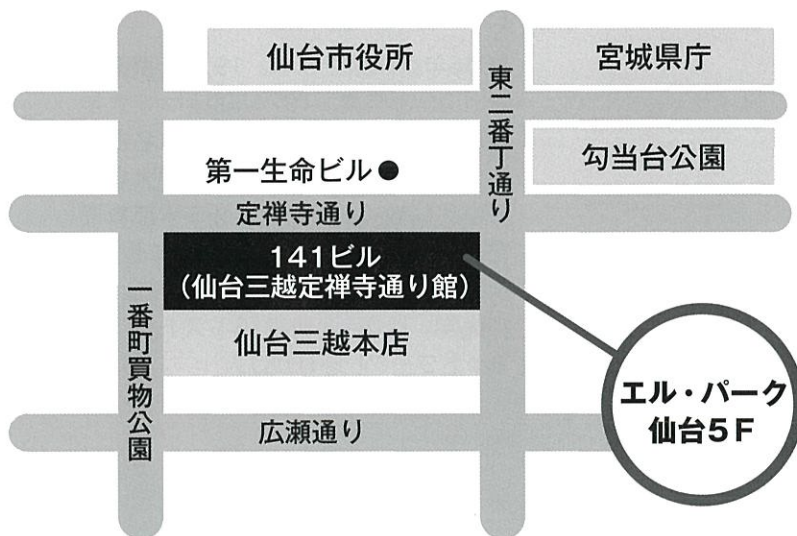 仙台市役所
宮城県庁
東二番丁通り
勾当台公園
第一生命ビル
定禅寺通り
141ビル
(仙台三越定禅寺通り館)
一番町買物公園
仙台三越本店
エル・パーク
仙台5F
広瀬通り